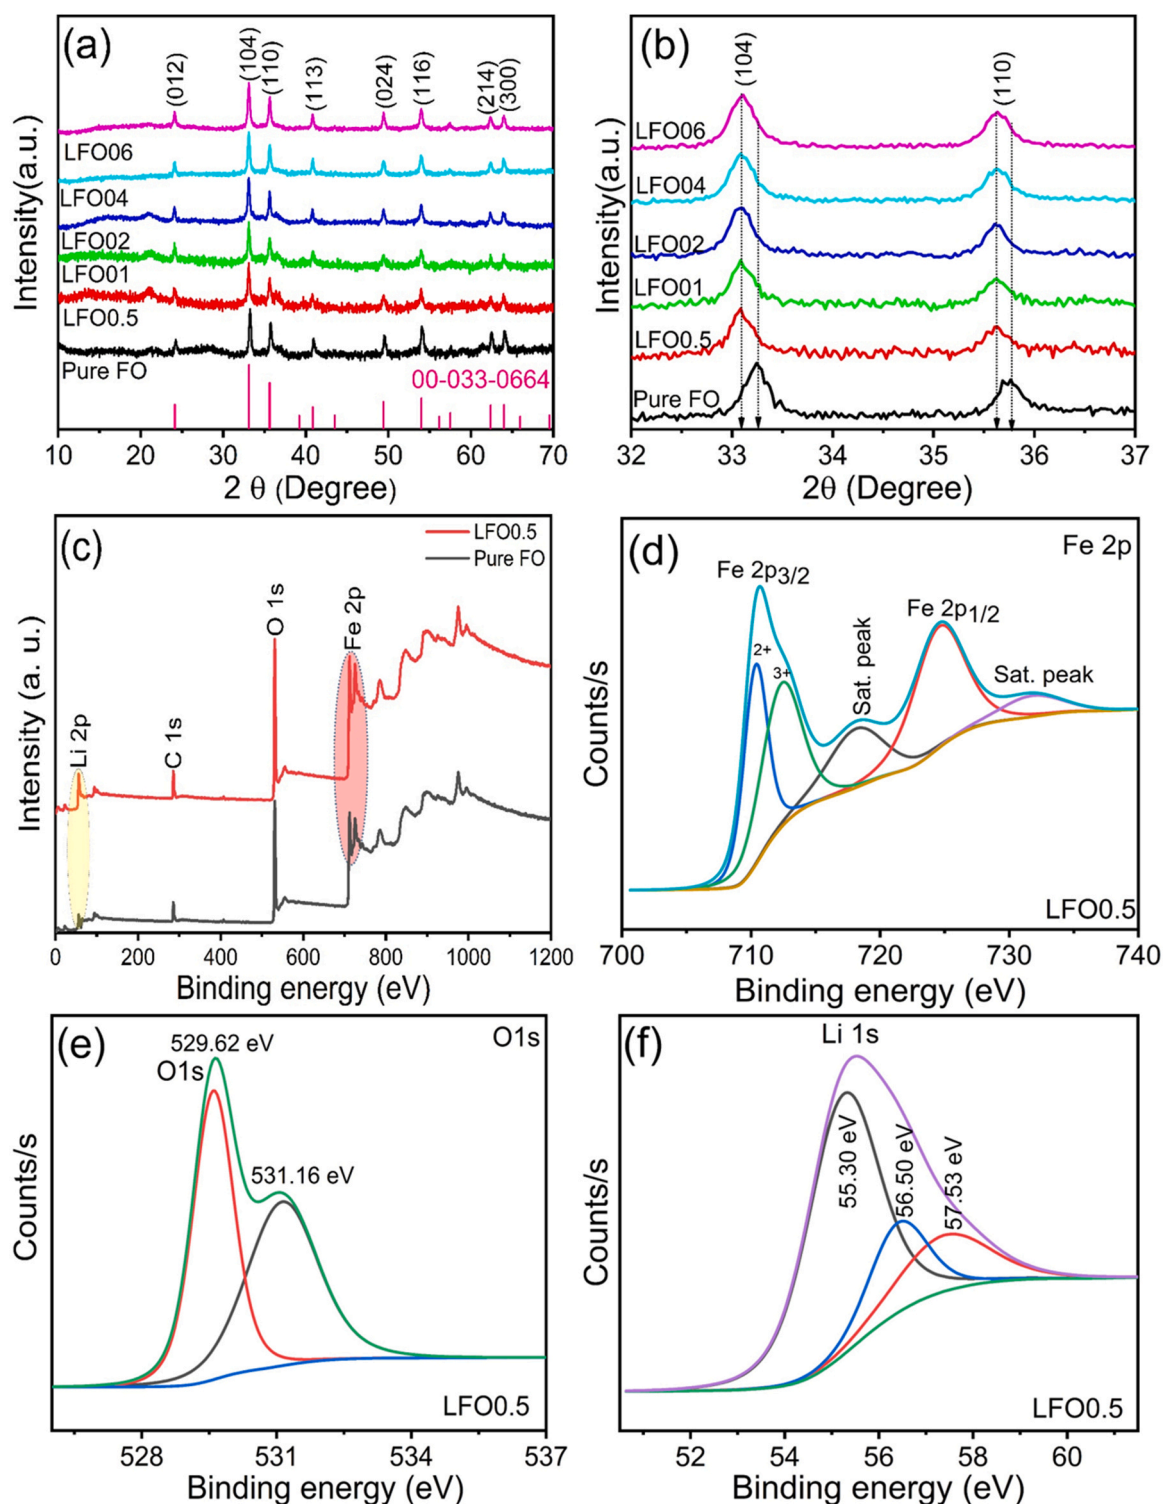 (a)
(012)
(104)
(110)
(113)
(024)
(116)
(214)
(300)
LFO06
LFO04
LFO02
LFO01
LFO0.5
Pure FO
00-033-0664
Intensity(a.u.)
10 20 30 40 50 60 70
2 θ (Degree)
(b)
(104)
(110)
LFO06
LFO04
LFO02
LFO01
LFO0.5
Pure FO
Intensity(a.u.)
32 33 34 35 36 37
2θ (Degree)
(c)
LFO0.5
Pure FO
Li 2p
C 1s
O 1s
Fe 2p
Intensity (a. u.)
0 200 400 600 800 1000 1200
Binding energy (eV)
(d)
Fe 2p
Fe 2p3/2
2+
3+
Sat. peak
Fe 2p1/2
Sat. peak
LFO0.5
Counts/s
700 710 720 730 740
Binding energy (eV)
(e)
O1s
529.62 eV
O1s
531.16 eV
LFO0.5
Counts/s
528 531 534 537
Binding energy (eV)
(f)
Li 1s
55.30 eV
56.50 eV
57.53 eV
LFO0.5
Counts/s
52 54 56 58 60
Binding energy (eV)